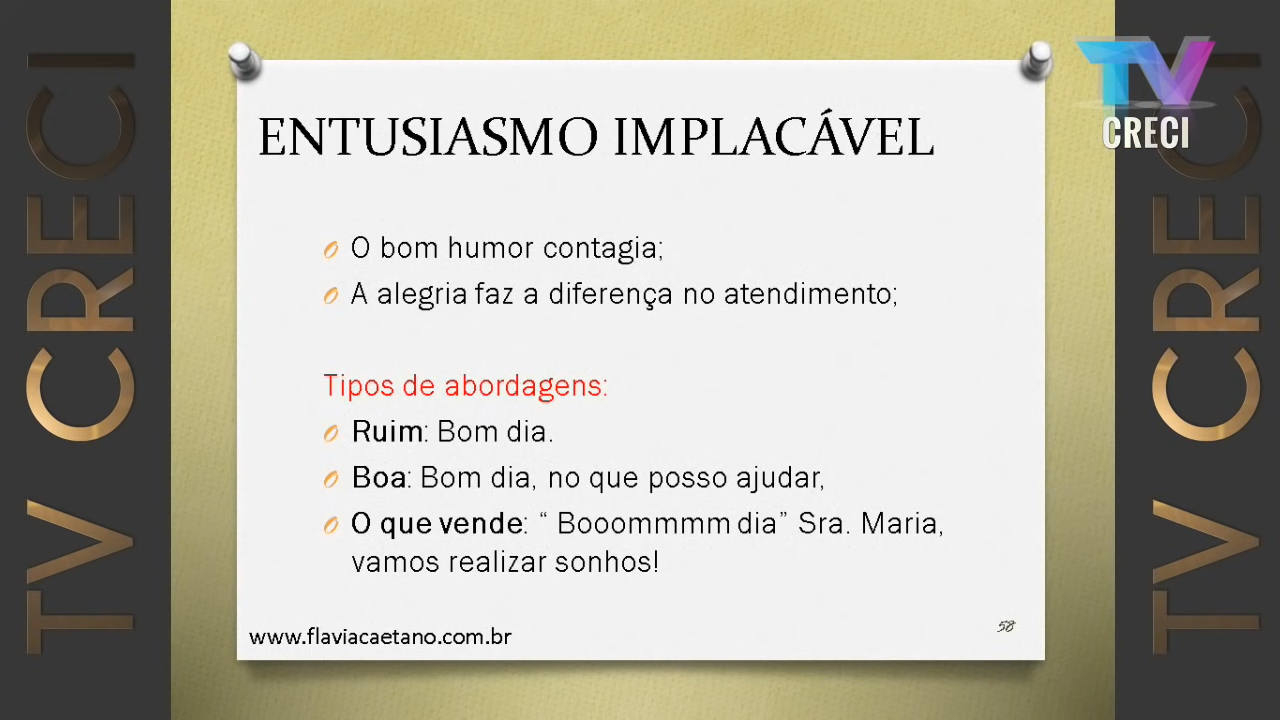 TV CRECI
TV
CRECI
TV CRECI
ENTUSIASMO IMPLACÁVEL
O bom humor contagia;
A alegria faz a diferença no atendimento;
Tipos de abordagens:
Ruim: Bom dia.
Boa: Bom dia, no que posso ajudar,
O que vende: “ Booommmm dia” Sra. Maria,
vamos realizar sonhos!
www.flaviacaetano.com.br
58